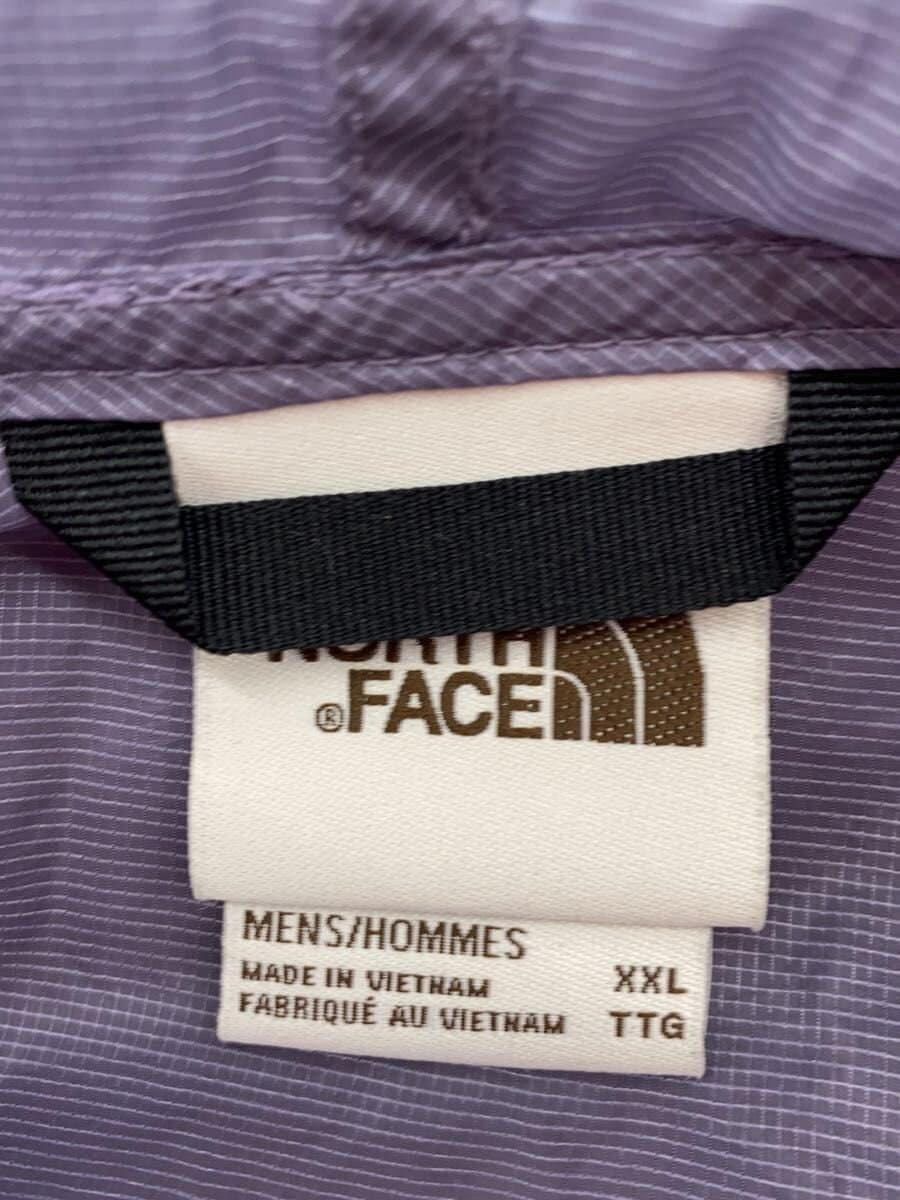 NORTH
®FACE
MENS/HOMMES
MADE IN VIETNAM XXL
FABRIQUÉ AU VIETNAM TTG